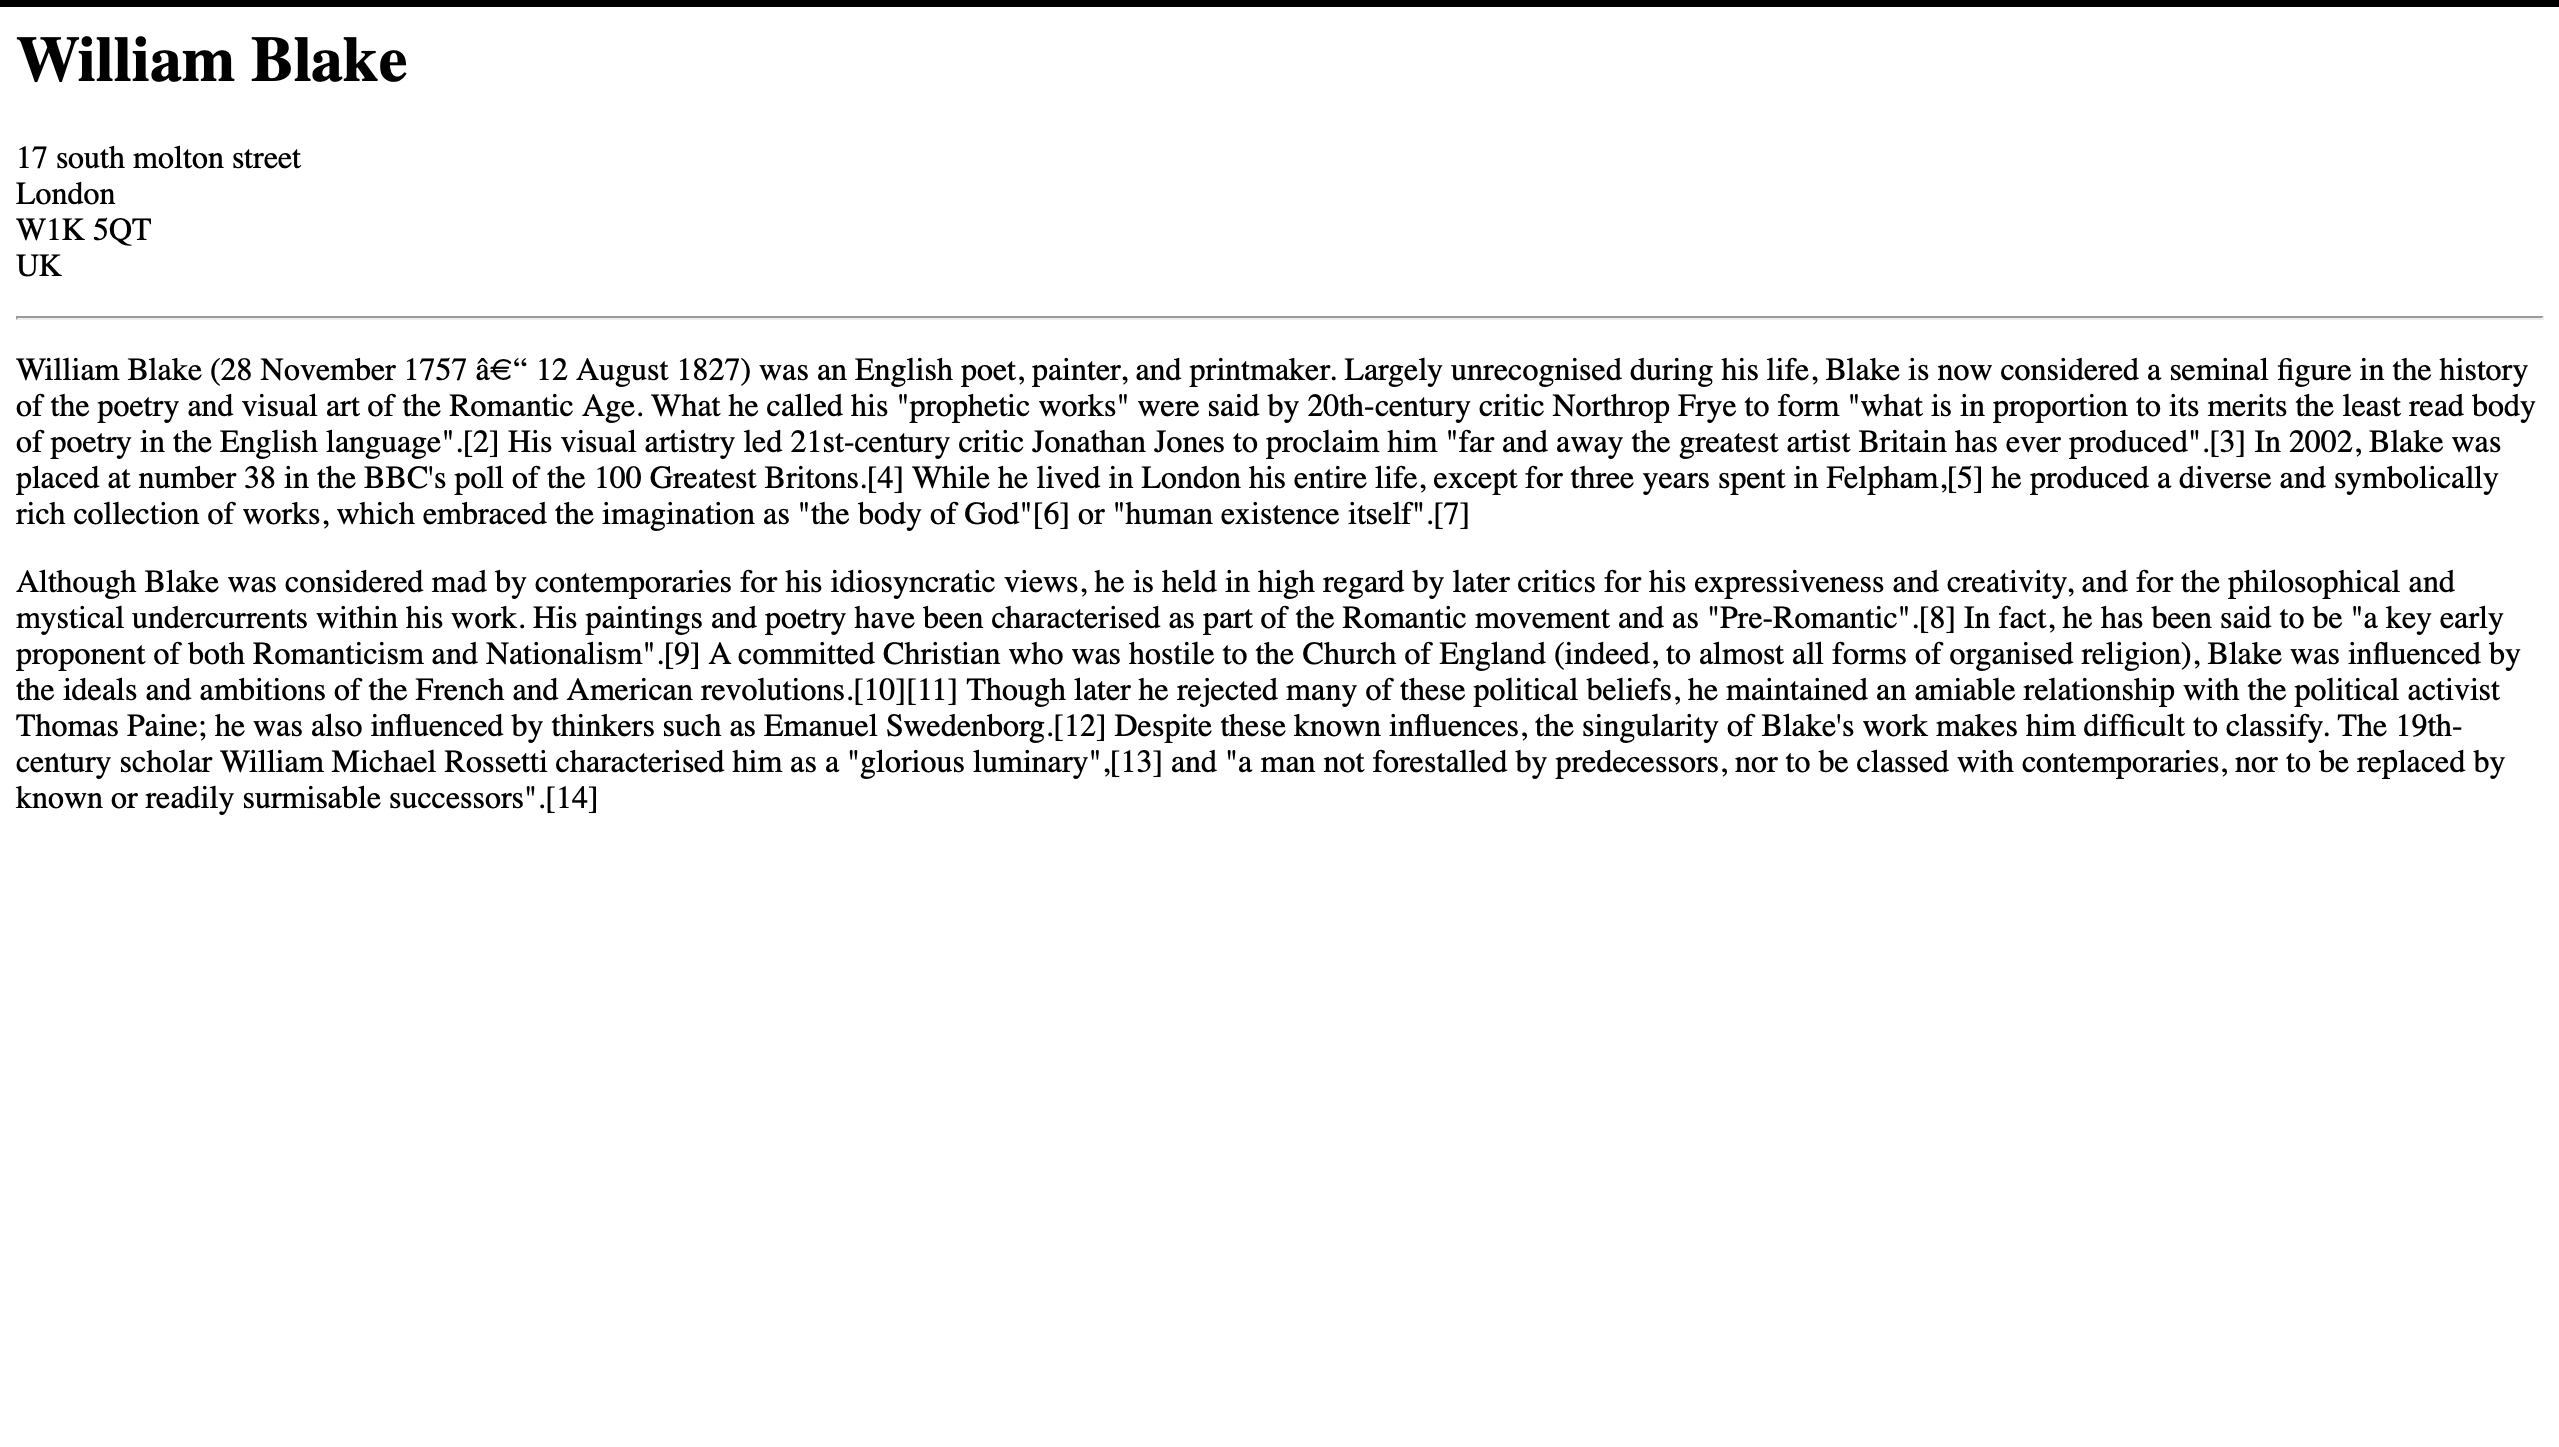 William Blake
17 south molton street
London
W1K 5QT
UK
William Blake (28 November 1757 â€“ 12 August 1827) was an English poet, painter, and printmaker. Largely unrecognised during his life, Blake is now considered a seminal figure in the history
of the poetry and visual art of the Romantic Age. What he called his "prophetic works" were said by 20th-century critic Northrop Frye to form "what is in proportion to its merits the least read body
of poetry in the English language".[2] His visual artistry led 21st-century critic Jonathan Jones to proclaim him "far and away the greatest artist Britain has ever produced".[3] In 2002, Blake was
placed at number 38 in the BBC's poll of the 100 Greatest Britons.[4] While he lived in London his entire life, except for three years spent in Felpham,[5] he produced a diverse and symbolically
rich collection of works, which embraced the imagination as "the body of God"[6] or "human existence itself".[7]
Although Blake was considered mad by contemporaries for his idiosyncratic views, he is held in high regard by later critics for his expressiveness and creativity, and for the philosophical and
mystical undercurrents within his work. His paintings and poetry have been characterised as part of the Romantic movement and as "Pre-Romantic".[8] In fact, he has been said to be "a key early
proponent of both Romanticism and Nationalism".[9] A committed Christian who was hostile to the Church of England (indeed, to almost all forms of organised religion), Blake was influenced by
the ideals and ambitions of the French and American revolutions.[10][11] Though later he rejected many of these political beliefs, he maintained an amiable relationship with the political activist
Thomas Paine; he was also influenced by thinkers such as Emanuel Swedenborg.[12] Despite these known influences, the singularity of Blake's work makes him difficult to classify. The 19th-
century scholar William Michael Rossetti characterised him as a "glorious luminary",[13] and "a man not forestalled by predecessors, nor to be classed with contemporaries, nor to be replaced by
known or readily surmisable successors".[14]